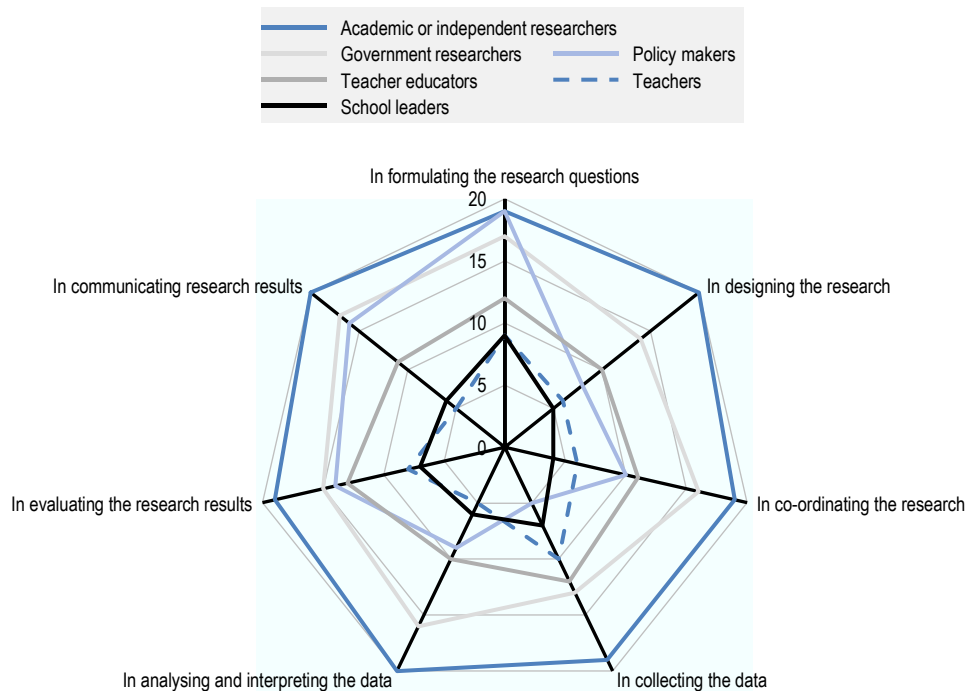 Academic or independent researchers
Government researchers
Policy makers
Teacher educators
Teachers
School leaders
In formulating the research questions
20
15
10
5
0
In communicating research results
In designing the research
In evaluating the research results
In co-ordinating the research
In analysing and interpreting the data
In collecting the data